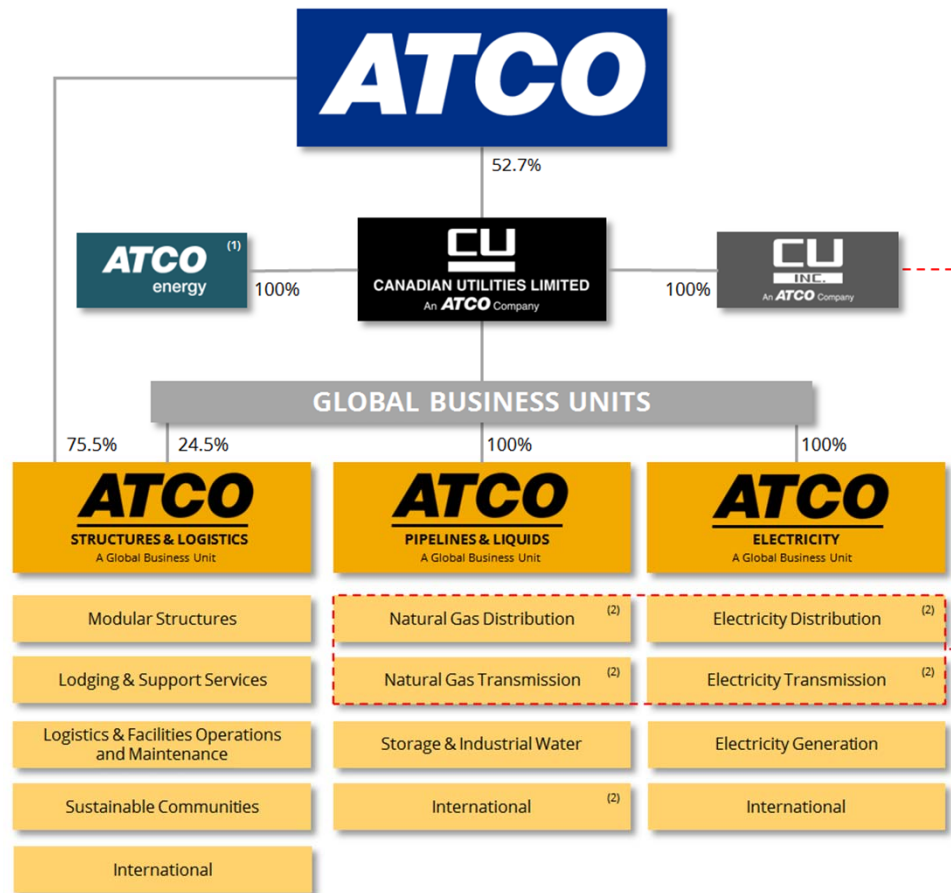 ATCO
52.7%
ATCO (1)
energy
100%
CU
CANADIAN UTILITIES LIMITED
An ATCO Company
100%
CU
INC.
An ATCO Company
GLOBAL BUSINESS UNITS
75.5%
24.5%
100%
100%
ATCO
STRUCTURES & LOGISTICS
A Global Business Unit
ATCO
PIPELINES & LIQUIDS
A Global Business Unit
ATCO
ELECTRICITY
A Global Business Unit
Modular Structures
Natural Gas Distribution (2)
Electricity Distribution (2)
Lodging & Support Services
Natural Gas Transmission (2)
Electricity Transmission (2)
Logistics & Facilities Operations
and Maintenance
Storage & Industrial Water
Electricity Generation
Sustainable Communities
International (2)
International
International